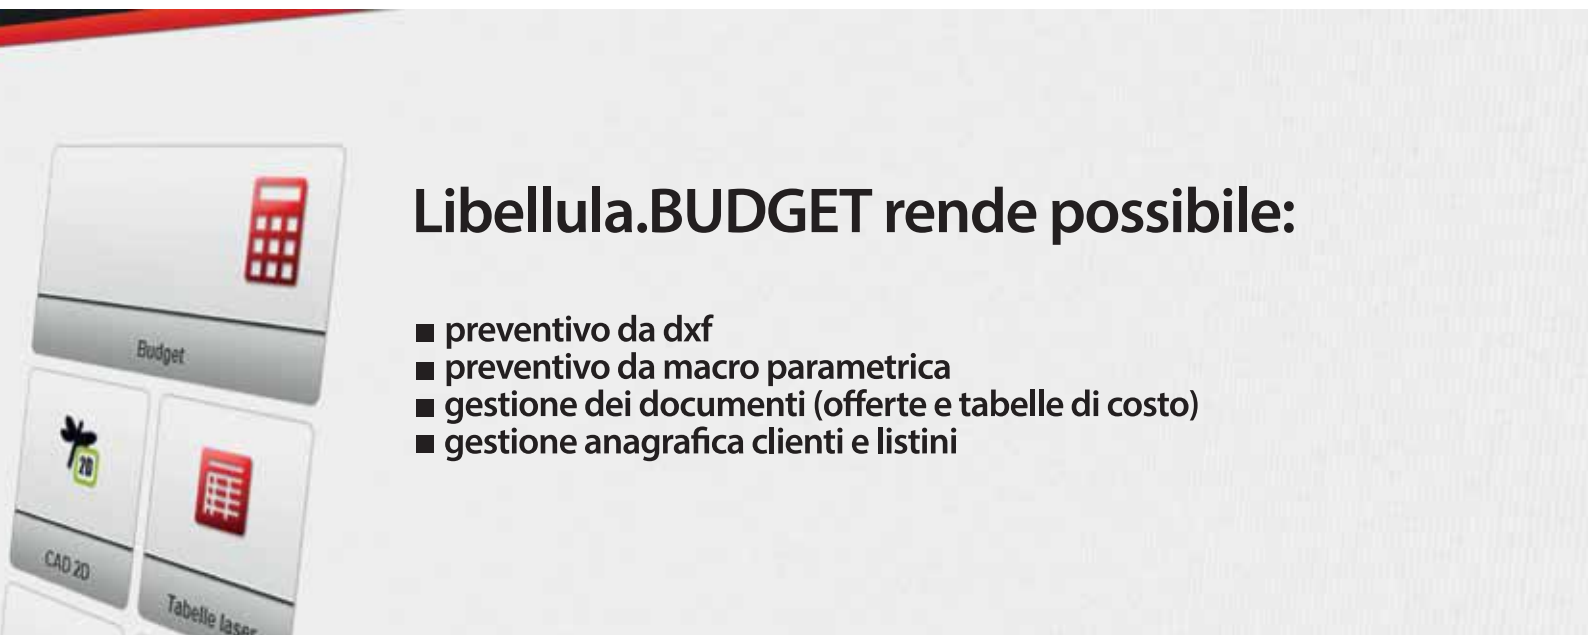 Libellula.BUDGET rende possibile:
■ preventivo da dxf
■ preventivo da macro parametrica
■ gestione dei documenti (offerte e tabelle di costo)
■ gestione anagrafica clienti e listini
Budget
2D
CAD 2D
Tabelle laser